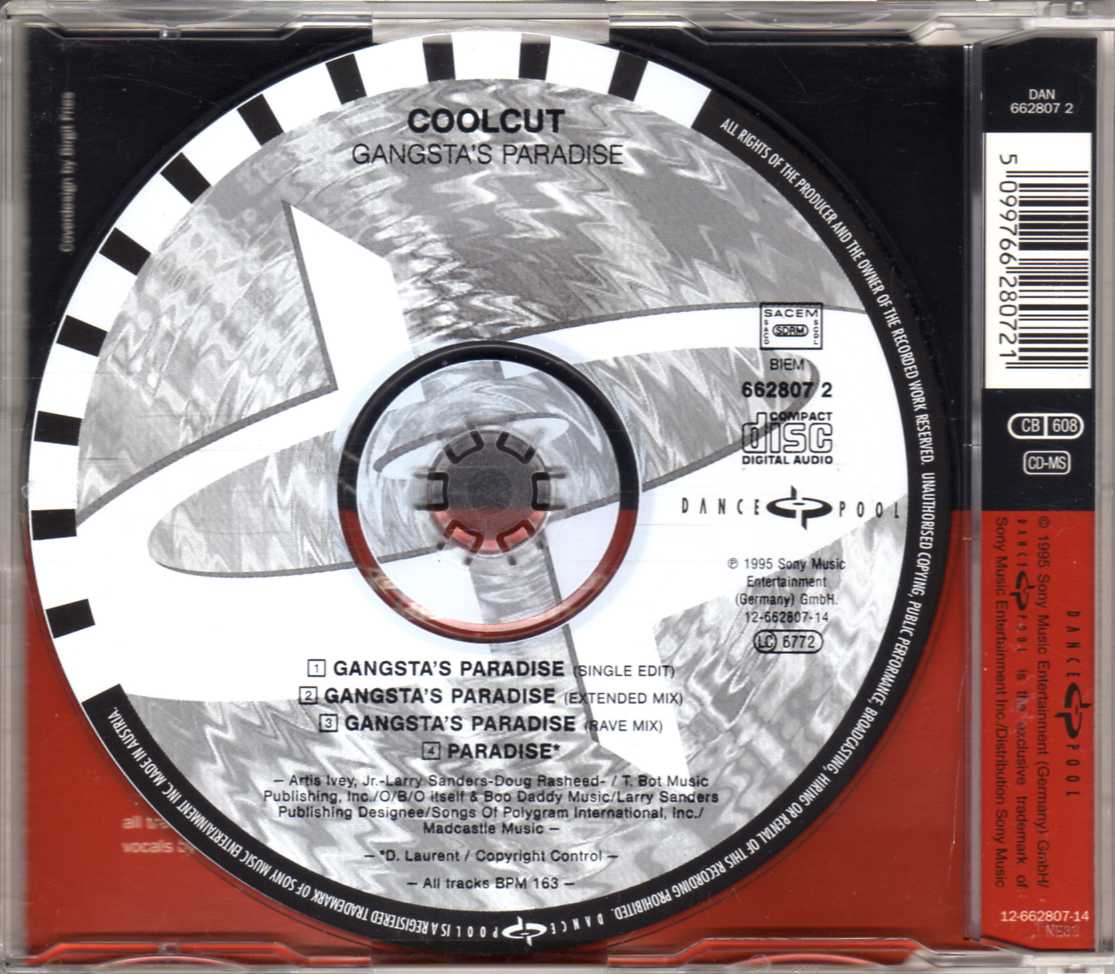 Coverdesign by Birgit Fries
COOLCUT
GANGSTA'S PARADISE
ALL RIGHTS OF THE PRODUCER AND THE OWNER OF THE RECORDED WORK RESERVED. UNAUTHORISED COPYING, PUBLIC PERFORMANCE, BROADCASTING, HIRING OR RENTAL OF THIS RECORDING PROHIBITED.
DANCE POOL IS A REGISTERED TRADEMARK OF SONY MUSIC ENTERTAINMENT INC. MADE IN AUSTRIA.
SACEM
SACD SDRM SGDL
BIEM
662807 2
COMPACT
disc
DIGITAL AUDIO
DANCE POOL
℗ 1995 Sony Music
Entertainment
(Germany) GmbH.
12-662807-14
LC 6772
1 GANGSTA'S PARADISE (SINGLE EDIT)
2 GANGSTA'S PARADISE (EXTENDED MIX)
3 GANGSTA'S PARADISE (RAVE MIX)
4 PARADISE*
– Artis Ivey, Jr.-Larry Sanders-Doug Rasheed- / T. Bot Music
Publishing, Inc./O/B/O Itself & Boo Daddy Music/Larry Sanders
Publishing Designee/Songs Of Polygram International, Inc./
Madcastle Music –
– *D. Laurent / Copyright Control –
– All tracks BPM 163 –
all
vocals by
DAN
662807 2
5 099766 280721
CB 608
CD-MS
DANCE POOL
© 1995 Sony Music Entertainment (Germany) GmbH/
DANCE POOL is the exclusive trademark of
Sony Music Entertainment Inc./Distribution Sony Music
12-662807-14